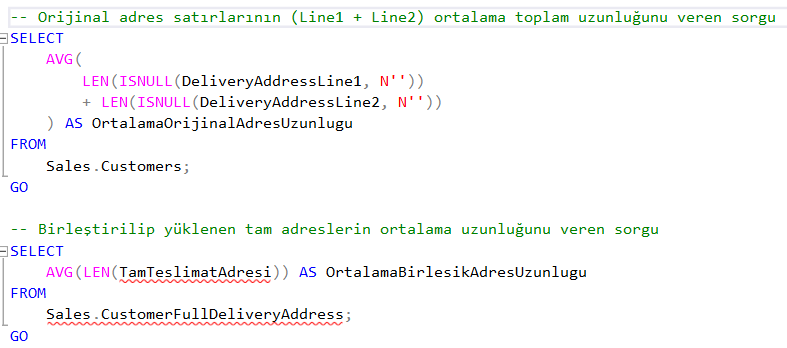 -- Orijinal adres satırlarının (Line1 + Line2) ortalama toplam uzunluğunu veren sorgu
SELECT
    AVG(
        LEN(ISNULL(DeliveryAddressLine1, N''))
        + LEN(ISNULL(DeliveryAddressLine2, N''))
    ) AS OrtalamaOrijinalAdresUzunlugu
FROM
    Sales.Customers;
GO
-- Birleştirilip yüklenen tam adreslerin ortalama uzunluğunu veren sorgu
SELECT
    AVG(LEN(TamTeslimatAdresi)) AS OrtalamaBirlesikAdresUzunlugu
FROM
    Sales.CustomerFullDeliveryAddress;
GO